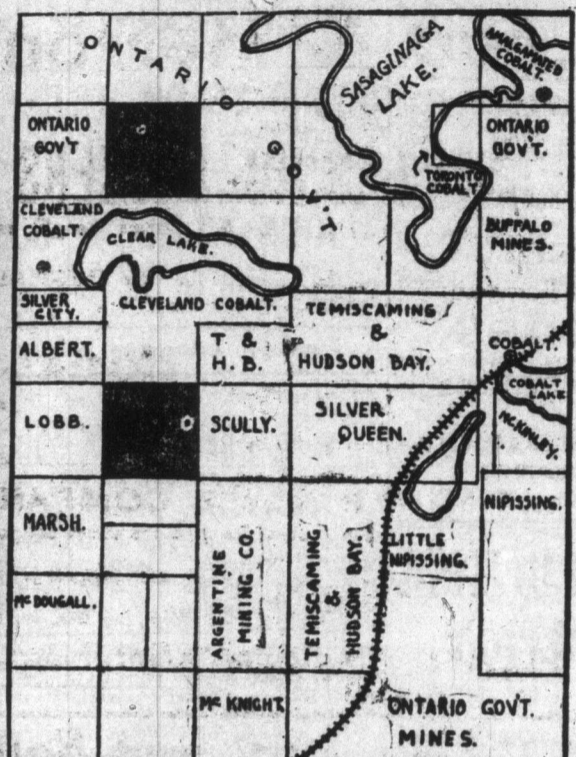 ONTARI
O
LIT
SASAGINAGA
LAKE.
AMALGAMATED
COBALT.
ONTARIO
GOV'T
TORONTO
COBALT
ONTARIO
GOV'T.
CLEVELAND
COBALT.
CLEAR LAKE.
BUFFALO
MINES.
SILVER
CITY.
CLEVELAND COBALT.
TEMISCAMING
&
HUDSON BAY.
ALBERT.
T. &
H. B.
COBALT.
COBALT
LAKE
LOBB.
SCULLY.
SILVER
QUEEN.
MCKINLEY.
MARSH.
NIPISSING.
LITTLE
NIPISSING.
ARGENTINE
MINING CO.
TEMISCAMING
&
HUDSON BAY.
McDOUGALL.
McKNIGHT.
ONTARIO GOV'T.
MINES.